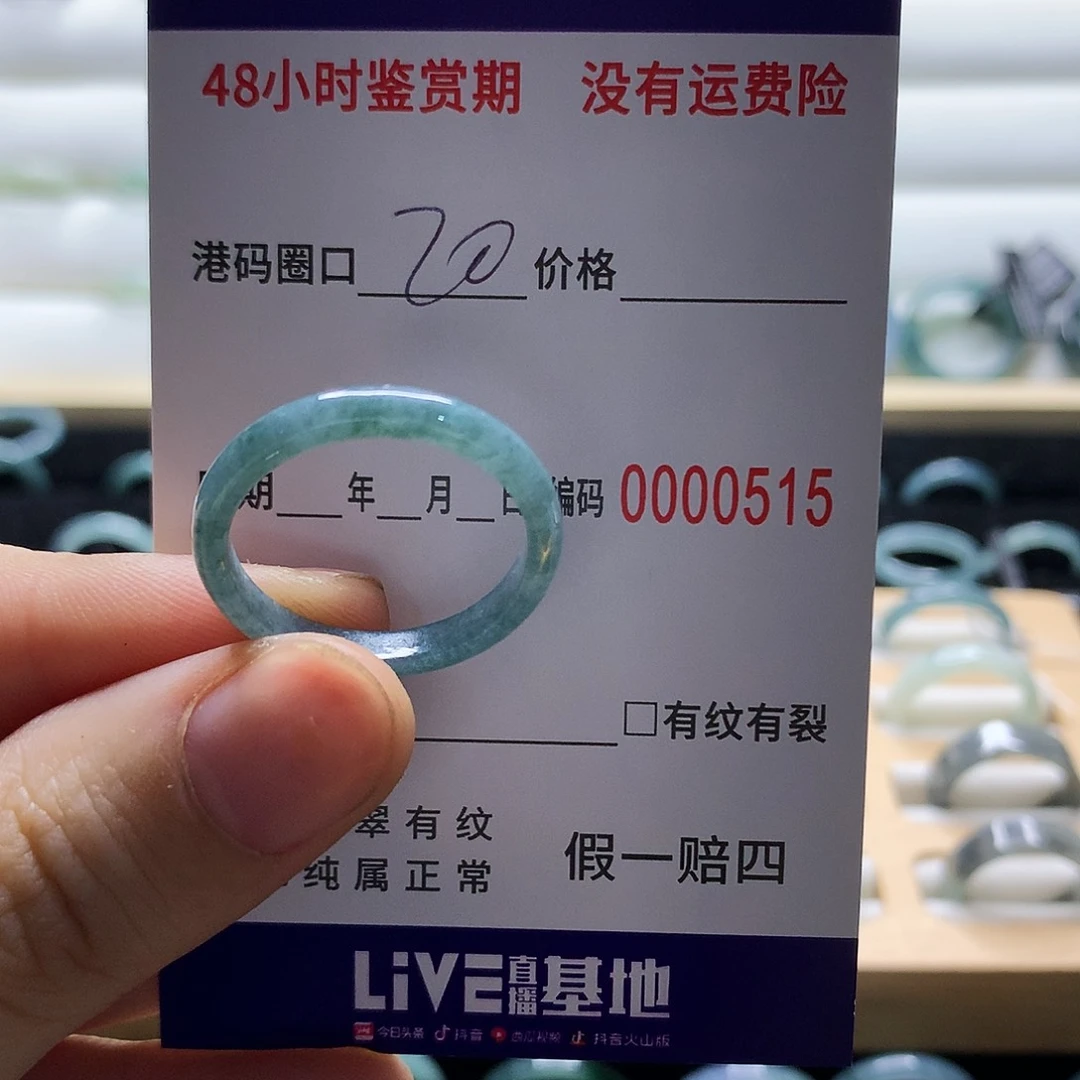 48小时鉴赏期 没有运费险
港码圈口 20 价格
期 年 月 日 编码 0000515
□有纹有裂
翠有纹
纯属正常
假一赔四
LiVE直播基地
今日头条 抖音 西瓜视频 抖音火山版